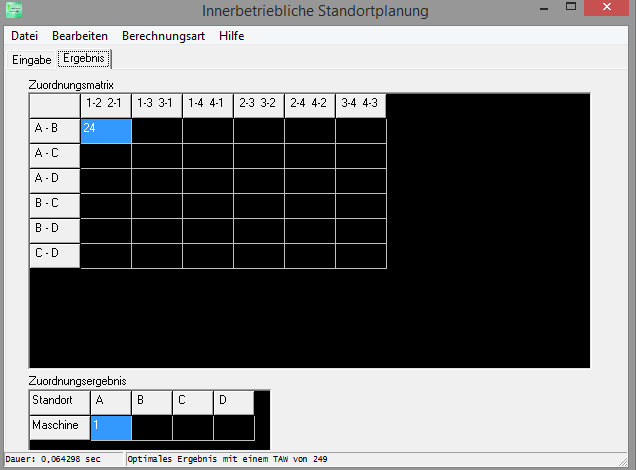 Innerbetriebliche Standortplanung
Datei Bearbeiten Berechnungsart Hilfe
Eingabe Ergebnis
Zuordnungsmatrix
1-2 2-1 1-3 3-1 1-4 4-1 2-3 3-2 2-4 4-2 3-4 4-3
A - B 24
A - C
A - D
B - C
B - D
C - D
Zuordnungsergebnis
Standort A B C D
Maschine 1
Dauer: 0,064298 sec Optimales Ergebnis mit einem TAW von 249